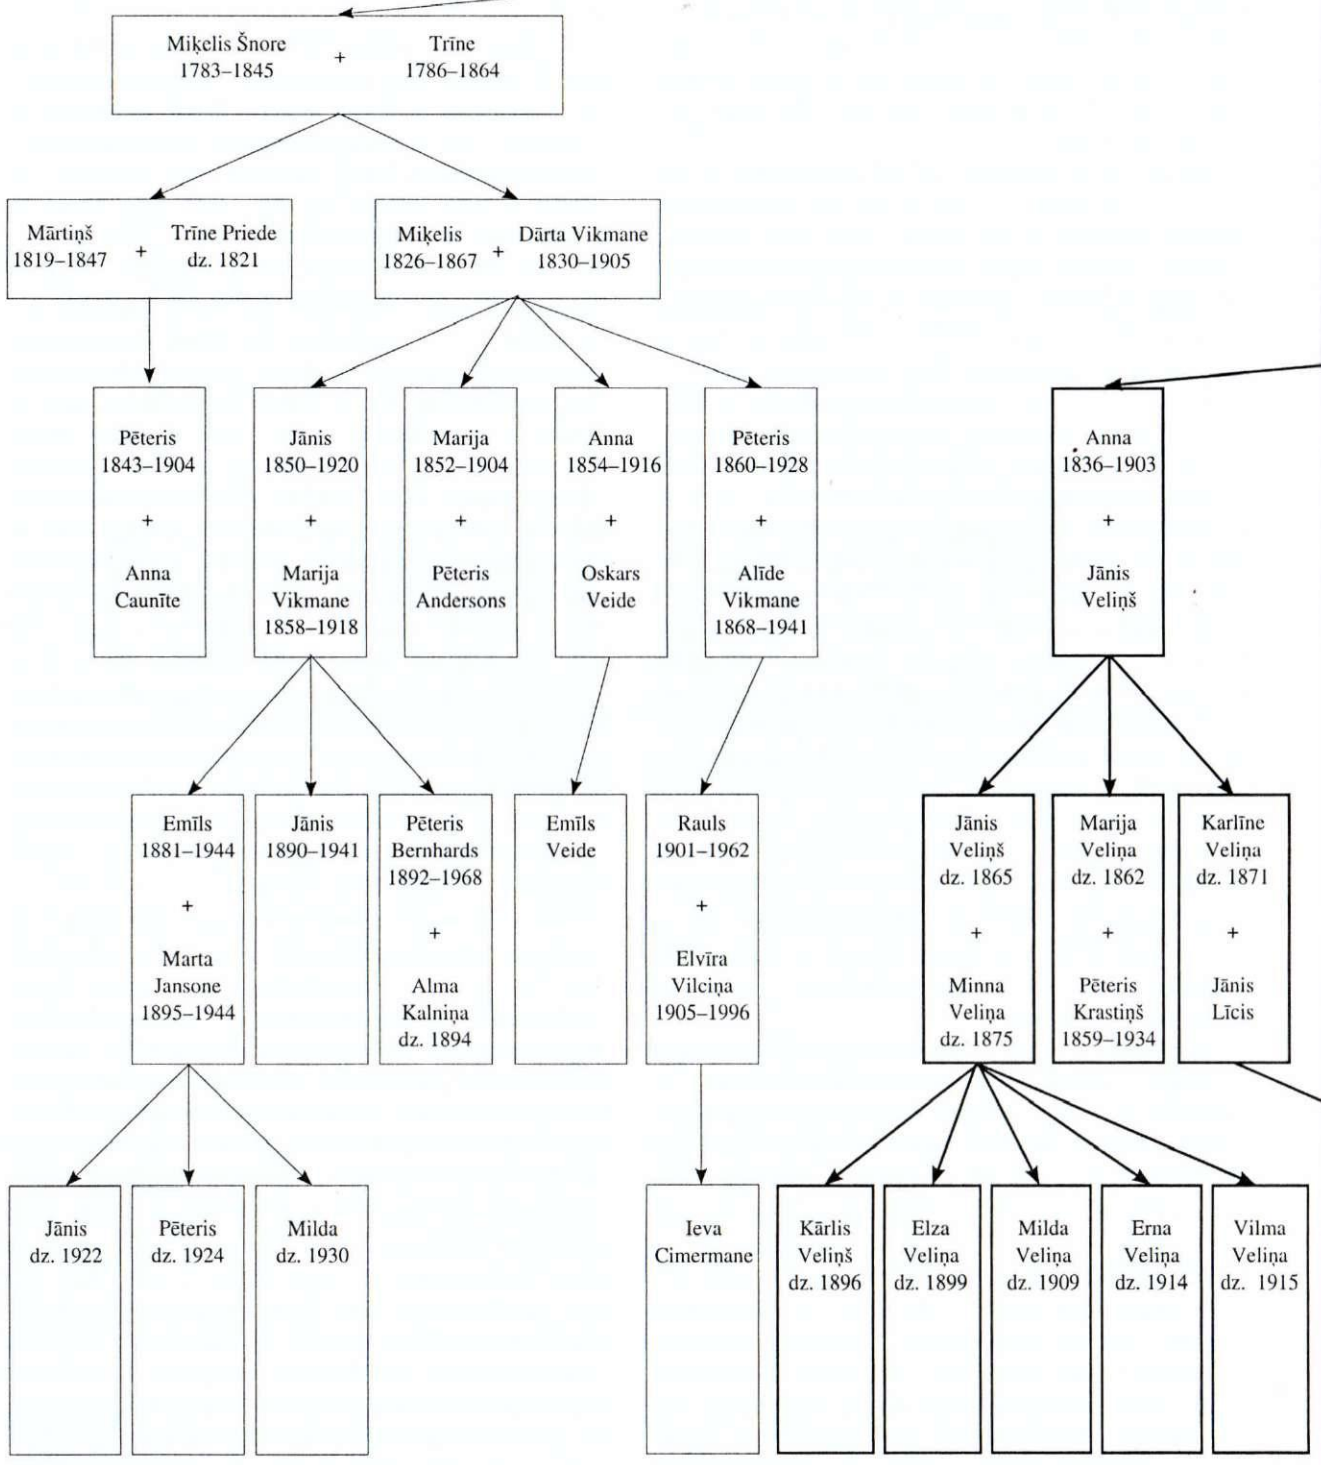 Miķelis Šnore
1783–1845
+
Trīne
1786–1864
Mārtiņš
1819–1847
+
Trīne Priede
dz. 1821
Miķelis
1826–1867
+
Dārta Vikmane
1830–1905
Pēteris
1843–1904
+
Anna
Caunīte
Jānis
1850–1920
+
Marija
Vikmane
1858–1918
Marija
1852–1904
+
Pēteris
Andersons
Anna
1854–1916
+
Oskars
Veide
Pēteris
1860–1928
+
Alīde
Vikmane
1868–1941
Anna
1836–1903
+
Jānis
Veliņš
Emīls
1881–1944
+
Marta
Jansone
1895–1944
Jānis
1890–1941
Pēteris
Bernhards
1892–1968
+
Alma
Kalniņa
dz. 1894
Emīls
Veide
Rauls
1901–1962
+
Elvīra
Vilciņa
1905–1996
Jānis
Veliņš
dz. 1865
+
Minna
Veliņa
dz. 1875
Marija
Veliņa
dz. 1862
+
Pēteris
Krastiņš
1859–1934
Karlīne
Veliņa
dz. 1871
+
Jānis
Līcis
Jānis
dz. 1922
Pēteris
dz. 1924
Milda
dz. 1930
Ieva
Cimermane
Kārlis
Veliņš
dz. 1896
Elza
Veliņa
dz. 1899
Milda
Veliņa
dz. 1909
Erna
Veliņa
dz. 1914
Vilma
Veliņa
dz. 1915